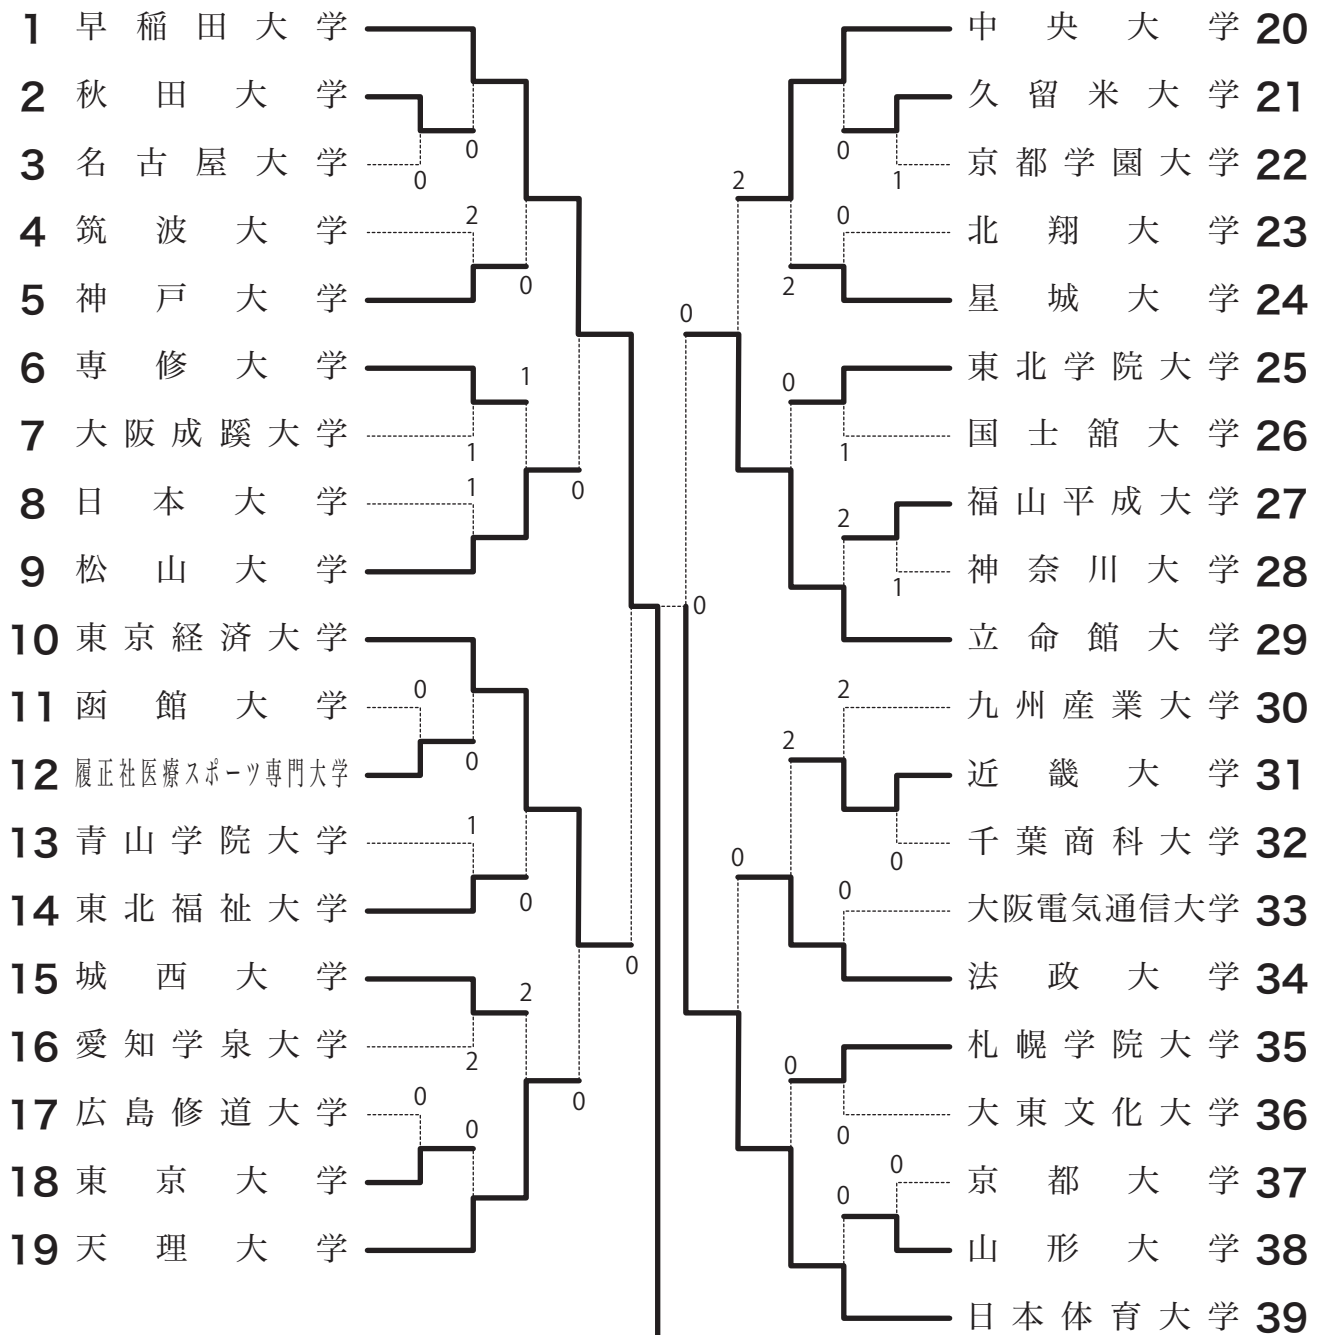 1 早稲田大学
2 秋田大学
0
3 名古屋大学
0
2
4 筑波大学
0
5 神戸大学
6 専修大学
1
7 大阪成蹊大学
1
1
8 日本大学
0
9 松山大学
10 東京経済大学
0
11 函館大学
0
12 履正社医療スポーツ専門大学
1
13 青山学院大学
0
14 東北福祉大学
0
15 城西大学
2
16 愛知学泉大学
2
0
0
17 広島修道大学
0
18 東京大学
19 天理大学
0
0
中央大学 20
久留米大学 21
0
京都学園大学 22
1
2
0
北翔大学 23
2
星城大学 24
0
東北学院大学 25
0
国士舘大学 26
1
福山平成大学 27
2
神奈川大学 28
1
立命館大学 29
2
九州産業大学 30
2
近畿大学 31
千葉商科大学 32
0
0
0
大阪電気通信大学 33
法政大学 34
札幌学院大学 35
0
大東文化大学 36
0
0
京都大学 37
0
山形大学 38
日本体育大学 39